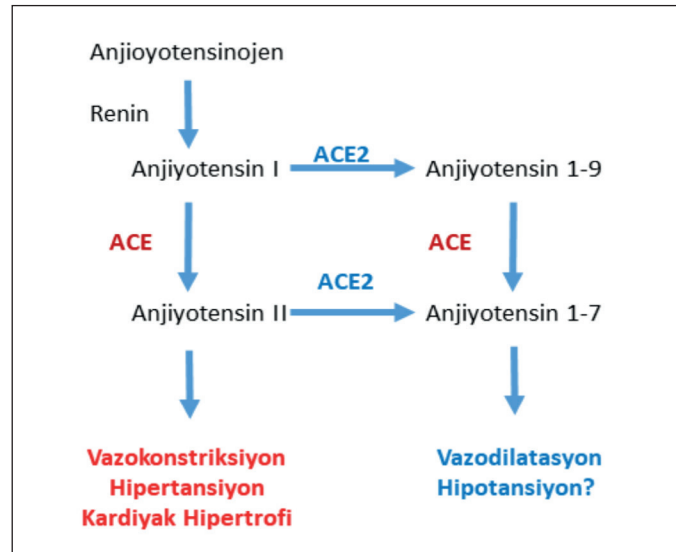 Anjioyotensinojen
Renin
ACE2
Anjiyotensin I
Anjiyotensin 1-9
ACE
ACE
ACE2
Anjiyotensin II
Anjiyotensin 1-7
Vazokonstriksiyon
Hipertansiyon
Kardiyak Hipertrofi
Vazodilatasyon
Hipotansiyon?